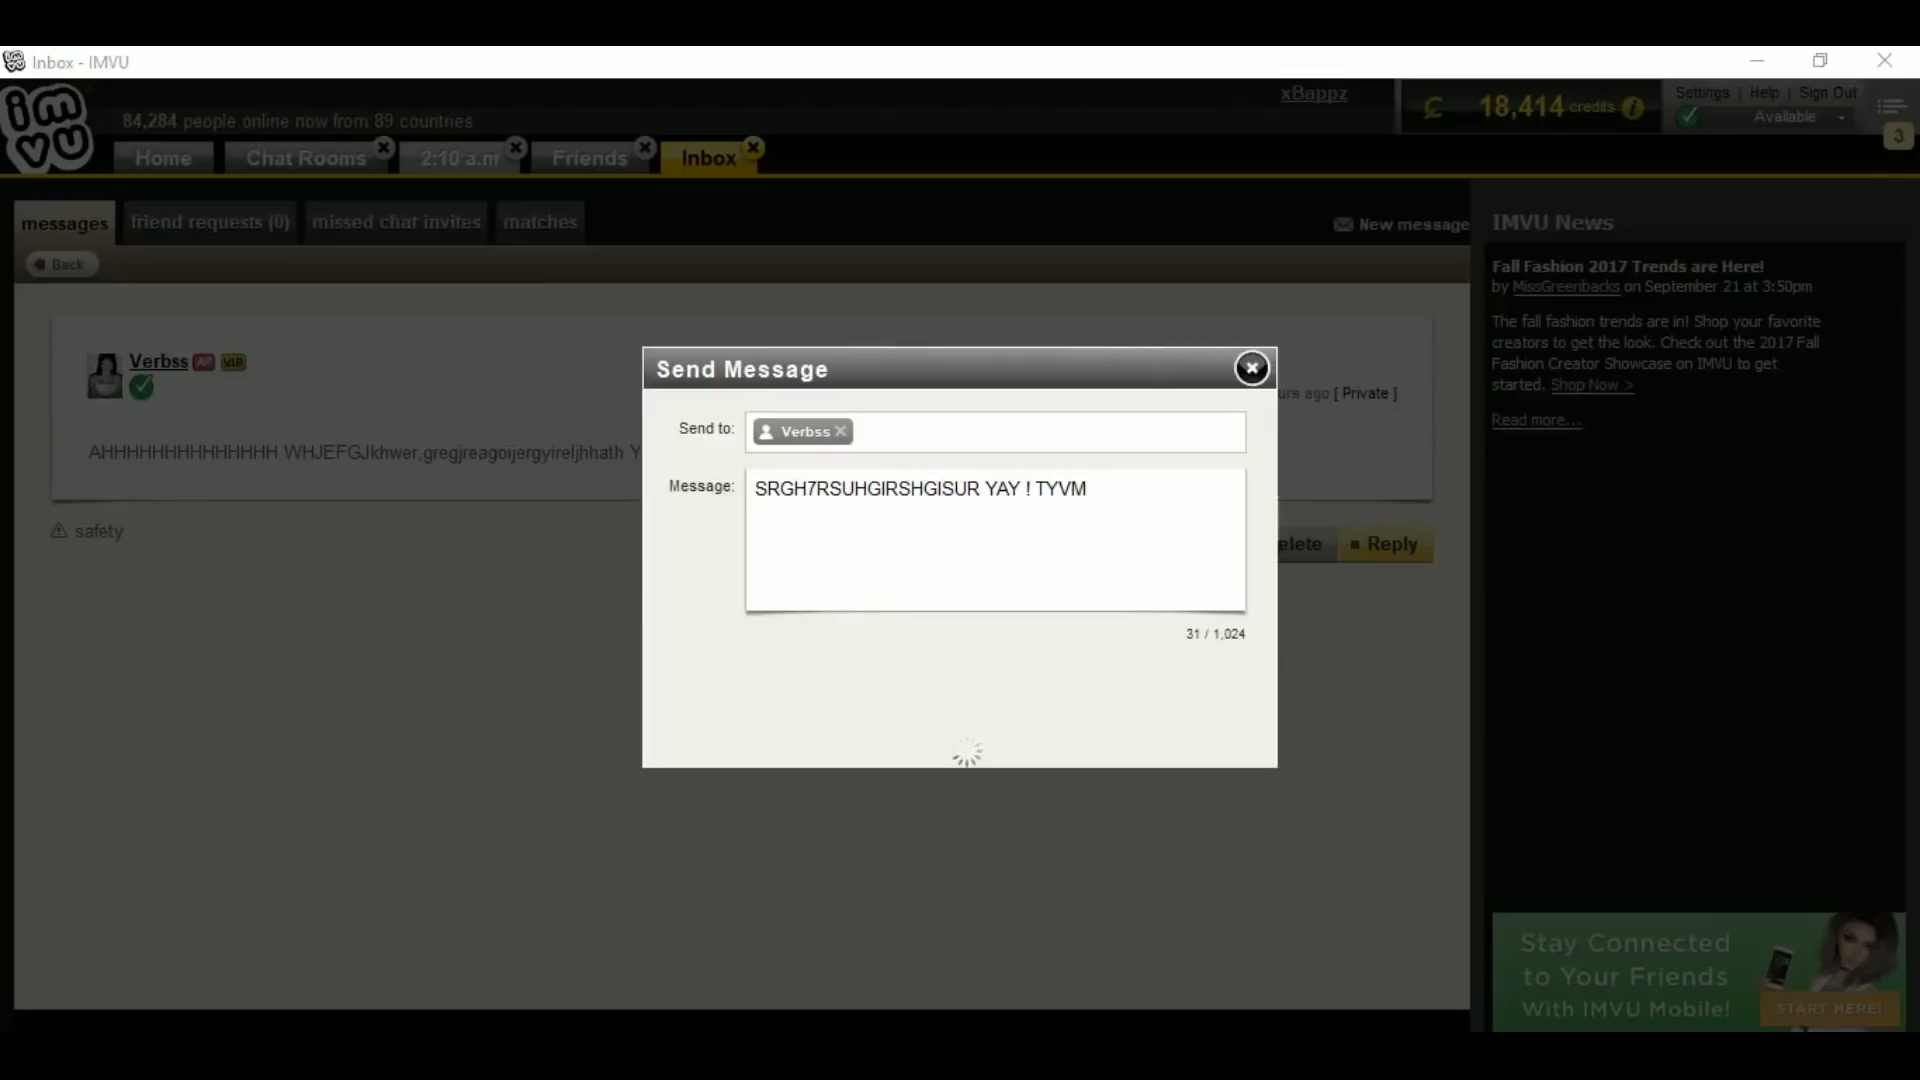 Inbox - IMVU
imvu
84,284 people online now from 89 countries
xBappz
18,414 credits
Settings | Help | Sign Out
Available
3
Home
Chat Rooms
2:10 a.m
Friends
Inbox
messages
friend requests (0)
missed chat invites
matches
New message
Back
Verbss AP VIP
urs ago [ Private ]
AHHHHHHHHHHHHHH WHJEFGJkhwer,gregjreagoijergyireljhhath Y
safety
elete
Reply
Send Message
Send to:
Verbss
Message:
SRGH7RSUHGIRSHGISUR YAY ! TYVM
31 / 1,024
IMVU News
Fall Fashion 2017 Trends are Here!
by MissGreenbacks on September 21 at 3:50pm
The fall fashion trends are in! Shop your favorite
creators to get the look. Check out the 2017 Fall
Fashion Creator Showcase on IMVU to get
started. Shop Now >
Read more...
Stay Connected
to Your Friends
With IMVU Mobile!
START HERE!